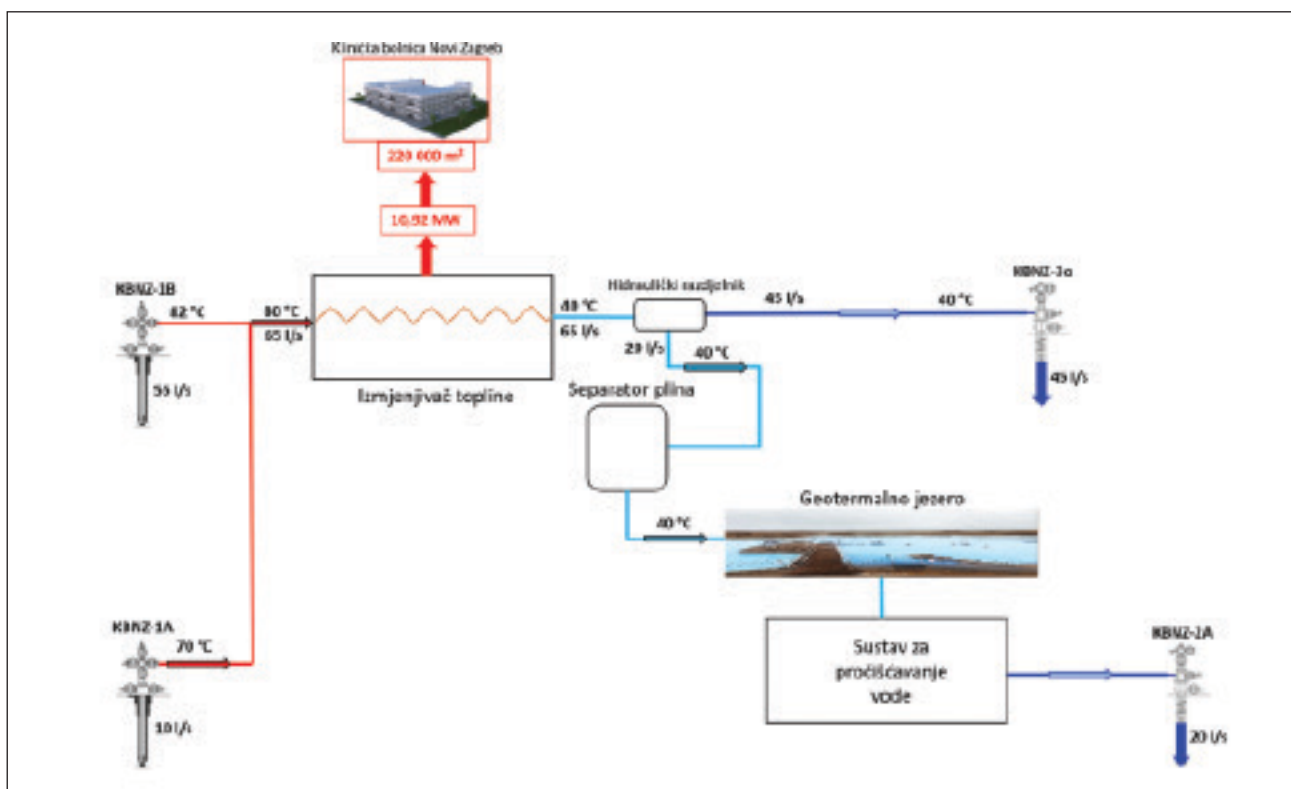 Klinička bolnica Novi Zagreb
220 000 m²
10,92 MW
KBNZ-1B
82 °C
80 °C
65 l/s
55 l/s
Izmjenjivač topline
40 °C
65 l/s
Hidraulički razdjelnik
45 l/s
40 °C
45 l/s
20 l/s
40 °C
Separator plina
40 °C
Geotermalno jezero
KBNZ-1A
70 °C
10 l/s
Sustav za
pročišćavanje
vode
KBNZ-2A
20 l/s